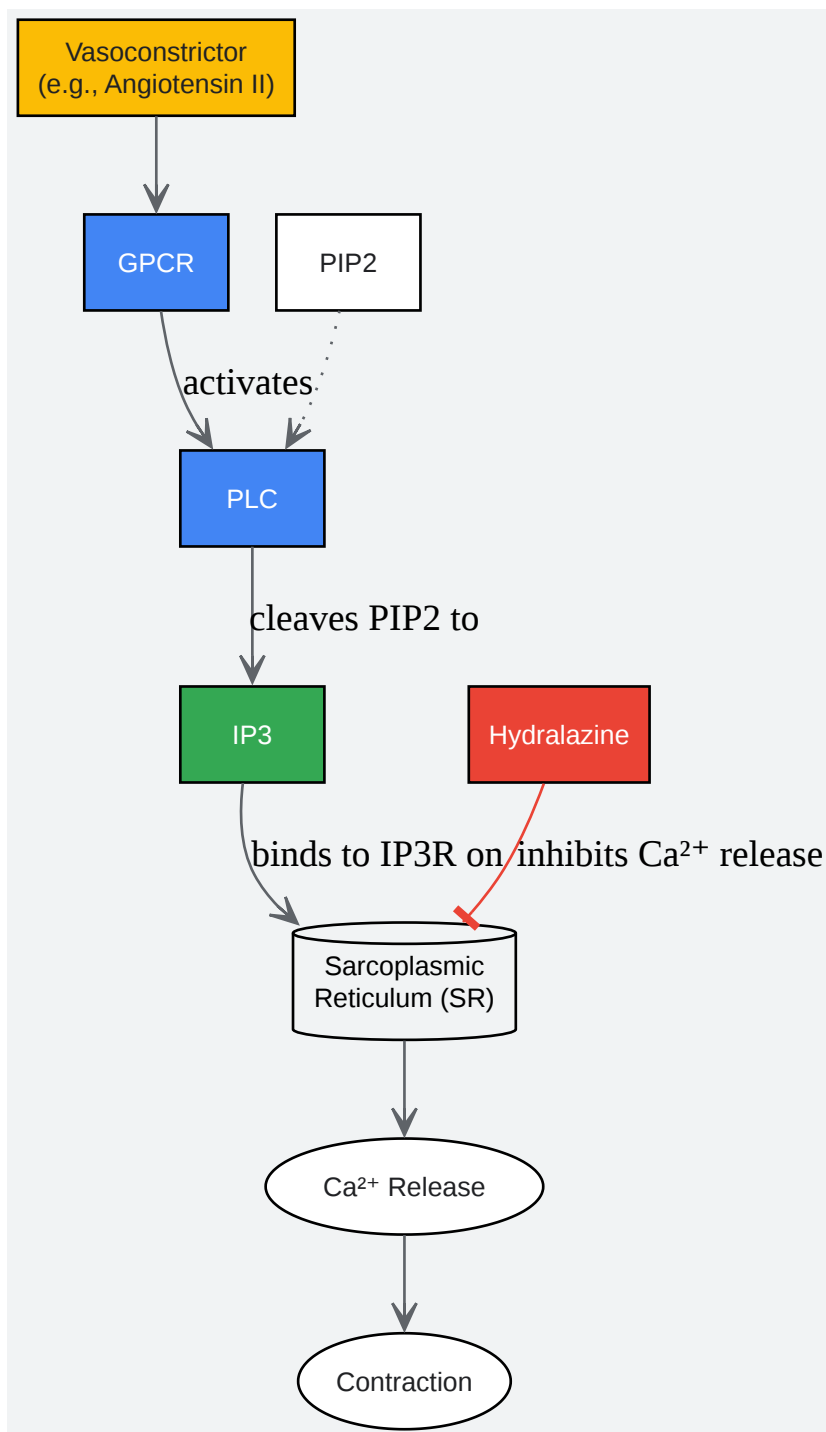 Vasoconstrictor
(e.g., Angiotensin II)
GPCR
PIP2
activates
PLC
cleaves PIP2 to
IP3
Hydralazine
binds to IP3R on
inhibits Ca²⁺ release
Sarcoplasmic
Reticulum (SR)
Ca²⁺ Release
Contraction